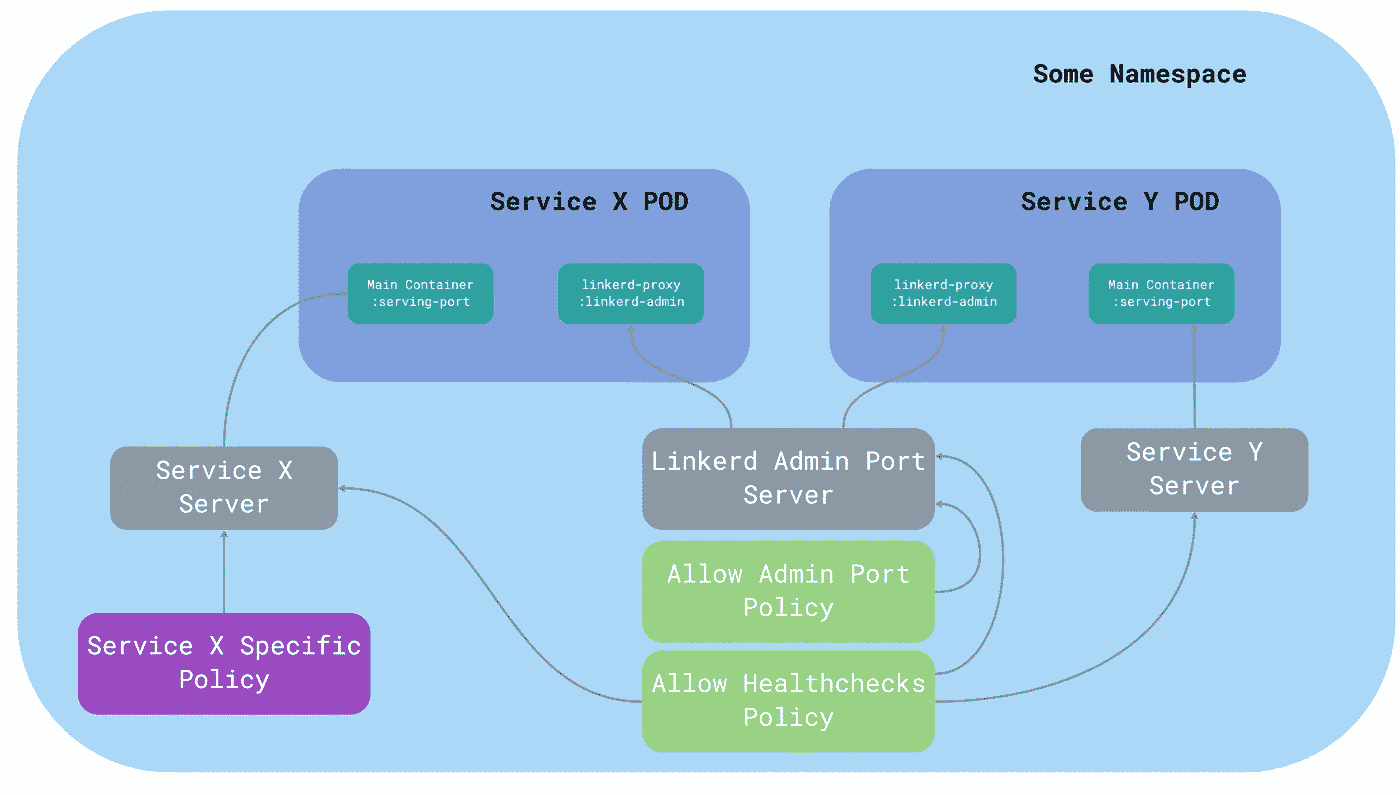 Some Namespace
Service X POD
Service Y POD
Main Container
:serving-port
linkerd-proxy
:linkerd-admin
linkerd-proxy
:linkerd-admin
Main Container
:serving-port
Service X
Server
Linkerd Admin Port
Server
Service Y
Server
Allow Admin Port
Policy
Service X Specific
Policy
Allow Healthchecks
Policy